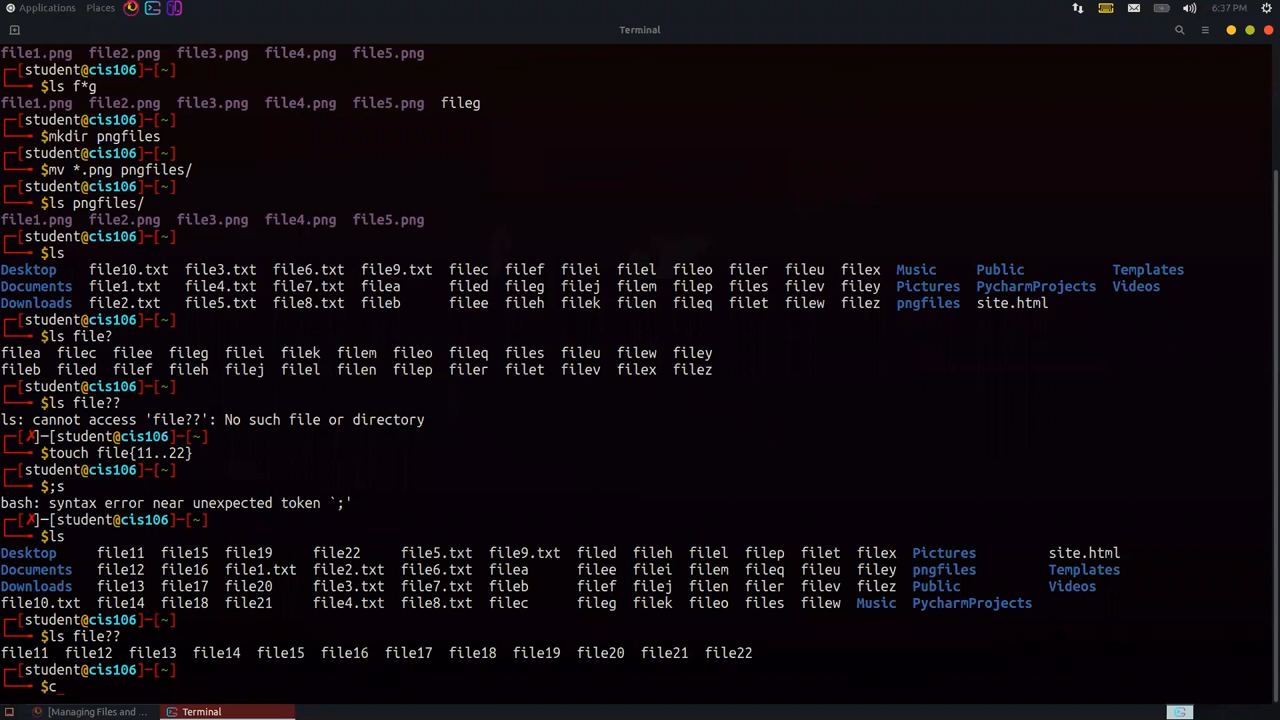 Applications Places 6:37 PM
Terminal
file1.png file2.png file3.png file4.png file5.png
[student@cis106]─[~]
$ls f*g
file1.png file2.png file3.png file4.png file5.png fileg
[student@cis106]─[~]
$mkdir pngfiles
[student@cis106]─[~]
$mv *.png pngfiles/
[student@cis106]─[~]
$ls pngfiles/
file1.png file2.png file3.png file4.png file5.png
[student@cis106]─[~]
$ls
Desktop file10.txt file3.txt file6.txt file9.txt filec filef filei filel fileo filer fileu filex Music Public Templates
Documents file1.txt file4.txt file7.txt filea filed fileg filej filem filep files filev filey Pictures PycharmProjects Videos
Downloads file2.txt file5.txt file8.txt fileb filee fileh filek filen fileq filet filew filez pngfiles site.html
[student@cis106]─[~]
$ls file?
filea filec filee fileg filei filek filem fileo fileq files fileu filew filey
fileb filed filef fileh filej filel filen filep filer filet filev filex filez
[student@cis106]─[~]
$ls file??
ls: cannot access 'file??': No such file or directory
[✗]─[student@cis106]─[~]
$touch file{11..22}
[student@cis106]─[~]
$;s
bash: syntax error near unexpected token `;'
[✗]─[student@cis106]─[~]
$ls
Desktop file11 file15 file19 file22 file5.txt file9.txt filed fileh filel filep filet filex Pictures site.html
Documents file12 file16 file1.txt file2.txt file6.txt filea filee filei filem fileq fileu filey pngfiles Templates
Downloads file13 file17 file20 file3.txt file7.txt fileb filef filej filen filer filev filez Public Videos
file10.txt file14 file18 file21 file4.txt file8.txt filec fileg filek fileo files filew Music PycharmProjects
[student@cis106]─[~]
$ls file??
file11 file12 file13 file14 file15 file16 file17 file18 file19 file20 file21 file22
[student@cis106]─[~]
$c_
[Managing Files and ... Terminal